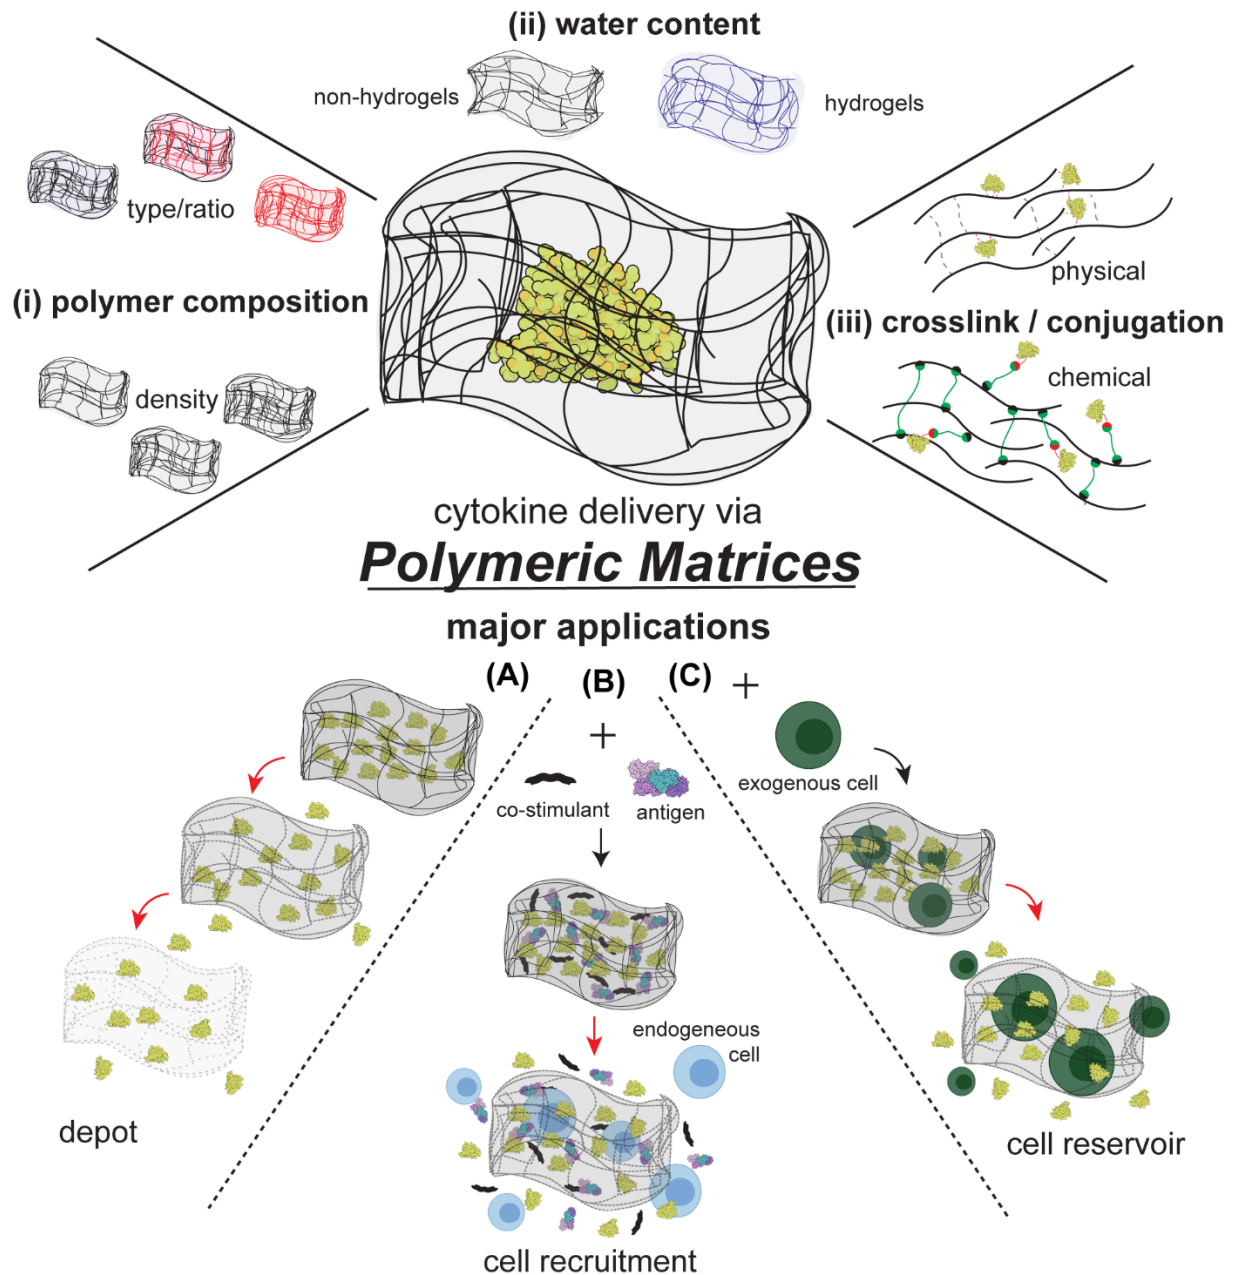 (ii) water content
non-hydrogels
hydrogels
type/ratio
(i) polymer composition
density
physical
(iii) crosslink / conjugation
chemical
cytokine delivery via
Polymeric Matrices
major applications
(A)
(B)
(C) +
+
exogenous cell
co-stimulant
antigen
endogeneous
cell
depot
cell reservoir
cell recruitment